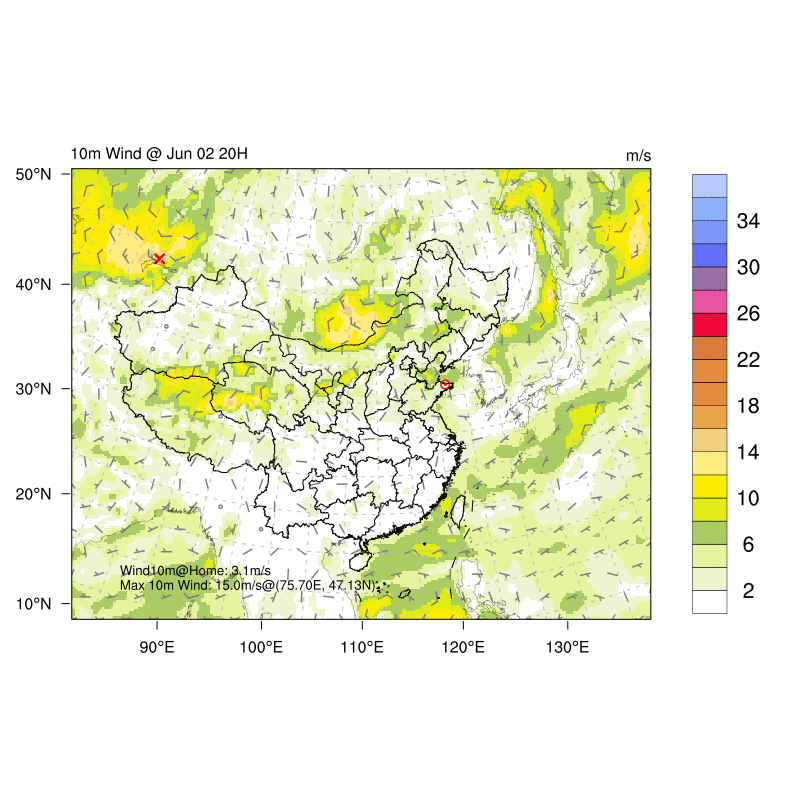 10m Wind @ Jun 02 20H
m/s
50°N
40°N
30°N
20°N
10°N
34
30
26
22
18
14
10
6
2
Wind10m@Home: 3.1m/s
Max 10m Wind: 15.0m/s@(75.70E, 47.13N)
90°E
100°E
110°E
120°E
130°E